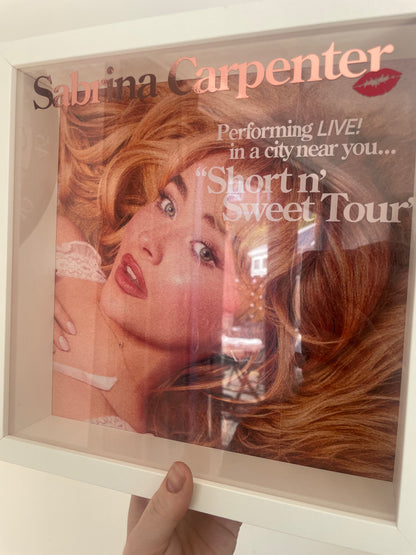 Sabrina Carpenter
Performing LIVE!
in a city near you...
"Short n'
Sweet Tour"